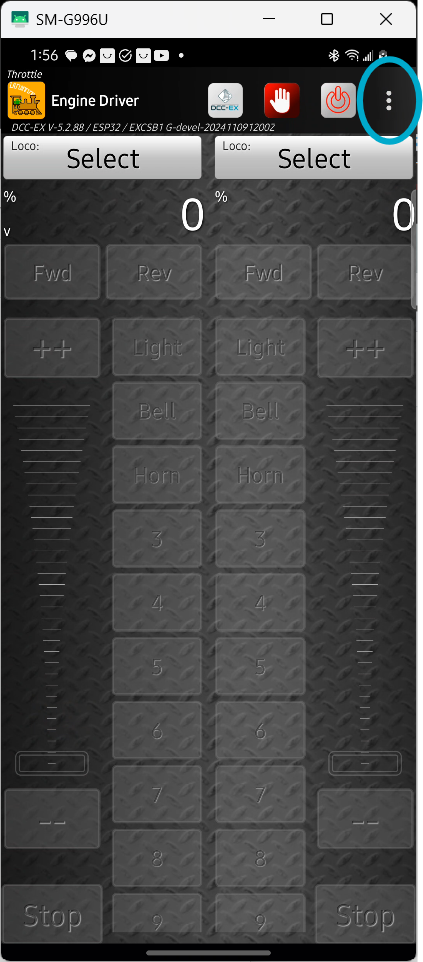 SM-G996U
1:56
Throttle
Engine Driver
DCC-EX
DCC-EX V-5.2.88 / ESP32 / EXCSB1 G-devel-2024110912002
Loco: Select
Loco: Select
% 0
% 0
v
Fwd Rev Fwd Rev
++ Light Light ++
Bell Bell
Horn Horn
3 3
4 4
5 5
6 6
7 7
-- --
8 8
Stop Stop
9 9